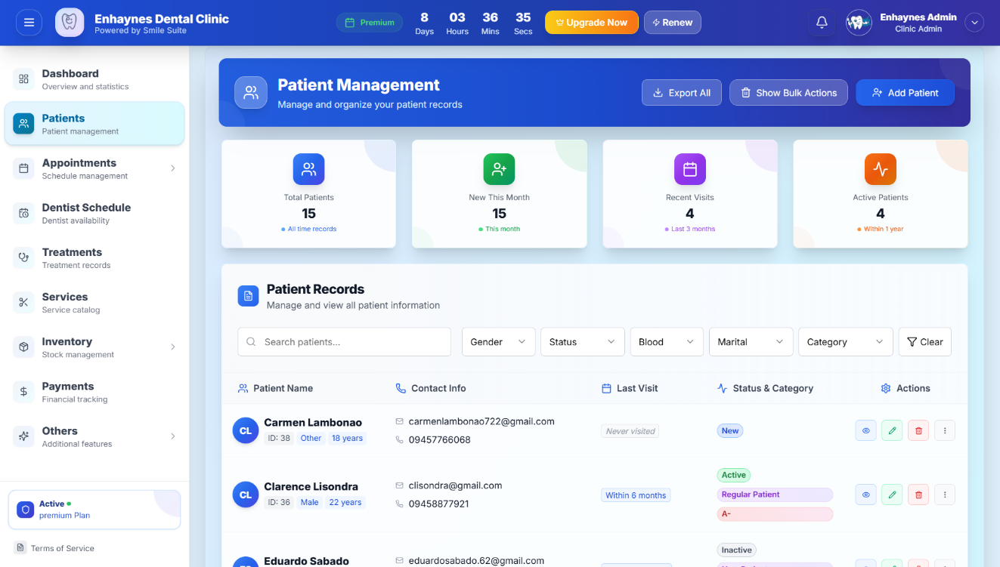 Enhaynes Dental Clinic
Powered by Smile Suite
Premium
8 Days
03 Hours
36 Mins
35 Secs
Upgrade Now
Renew
Enhaynes Admin
Clinic Admin
Dashboard
Overview and statistics
Patients
Patient management
Appointments
Schedule management
Dentist Schedule
Dentist availability
Treatments
Treatment records
Services
Service catalog
Inventory
Stock management
Payments
Financial tracking
Others
Additional features
Active
premium Plan
Terms of Service
Patient Management
Manage and organize your patient records
Export All
Show Bulk Actions
Add Patient
Total Patients
15
All time records
New This Month
15
This month
Recent Visits
4
Last 3 months
Active Patients
4
Within 1 year
Patient Records
Manage and view all patient information
Search patients...
Gender
Status
Blood
Marital
Category
Clear
Patient Name
Contact Info
Last Visit
Status & Category
Actions
CL
Carmen Lambonao
ID: 38 Other 18 years
carmenlambonao722@gmail.com
09457766068
Never visited
New
CL
Clarence Lisondra
ID: 36 Male 22 years
clisondra@gmail.com
09458877921
Within 6 months
Active
Regular Patient
A-
Eduardo Sabado
eduardosabado.62@gmail.com
Inactive